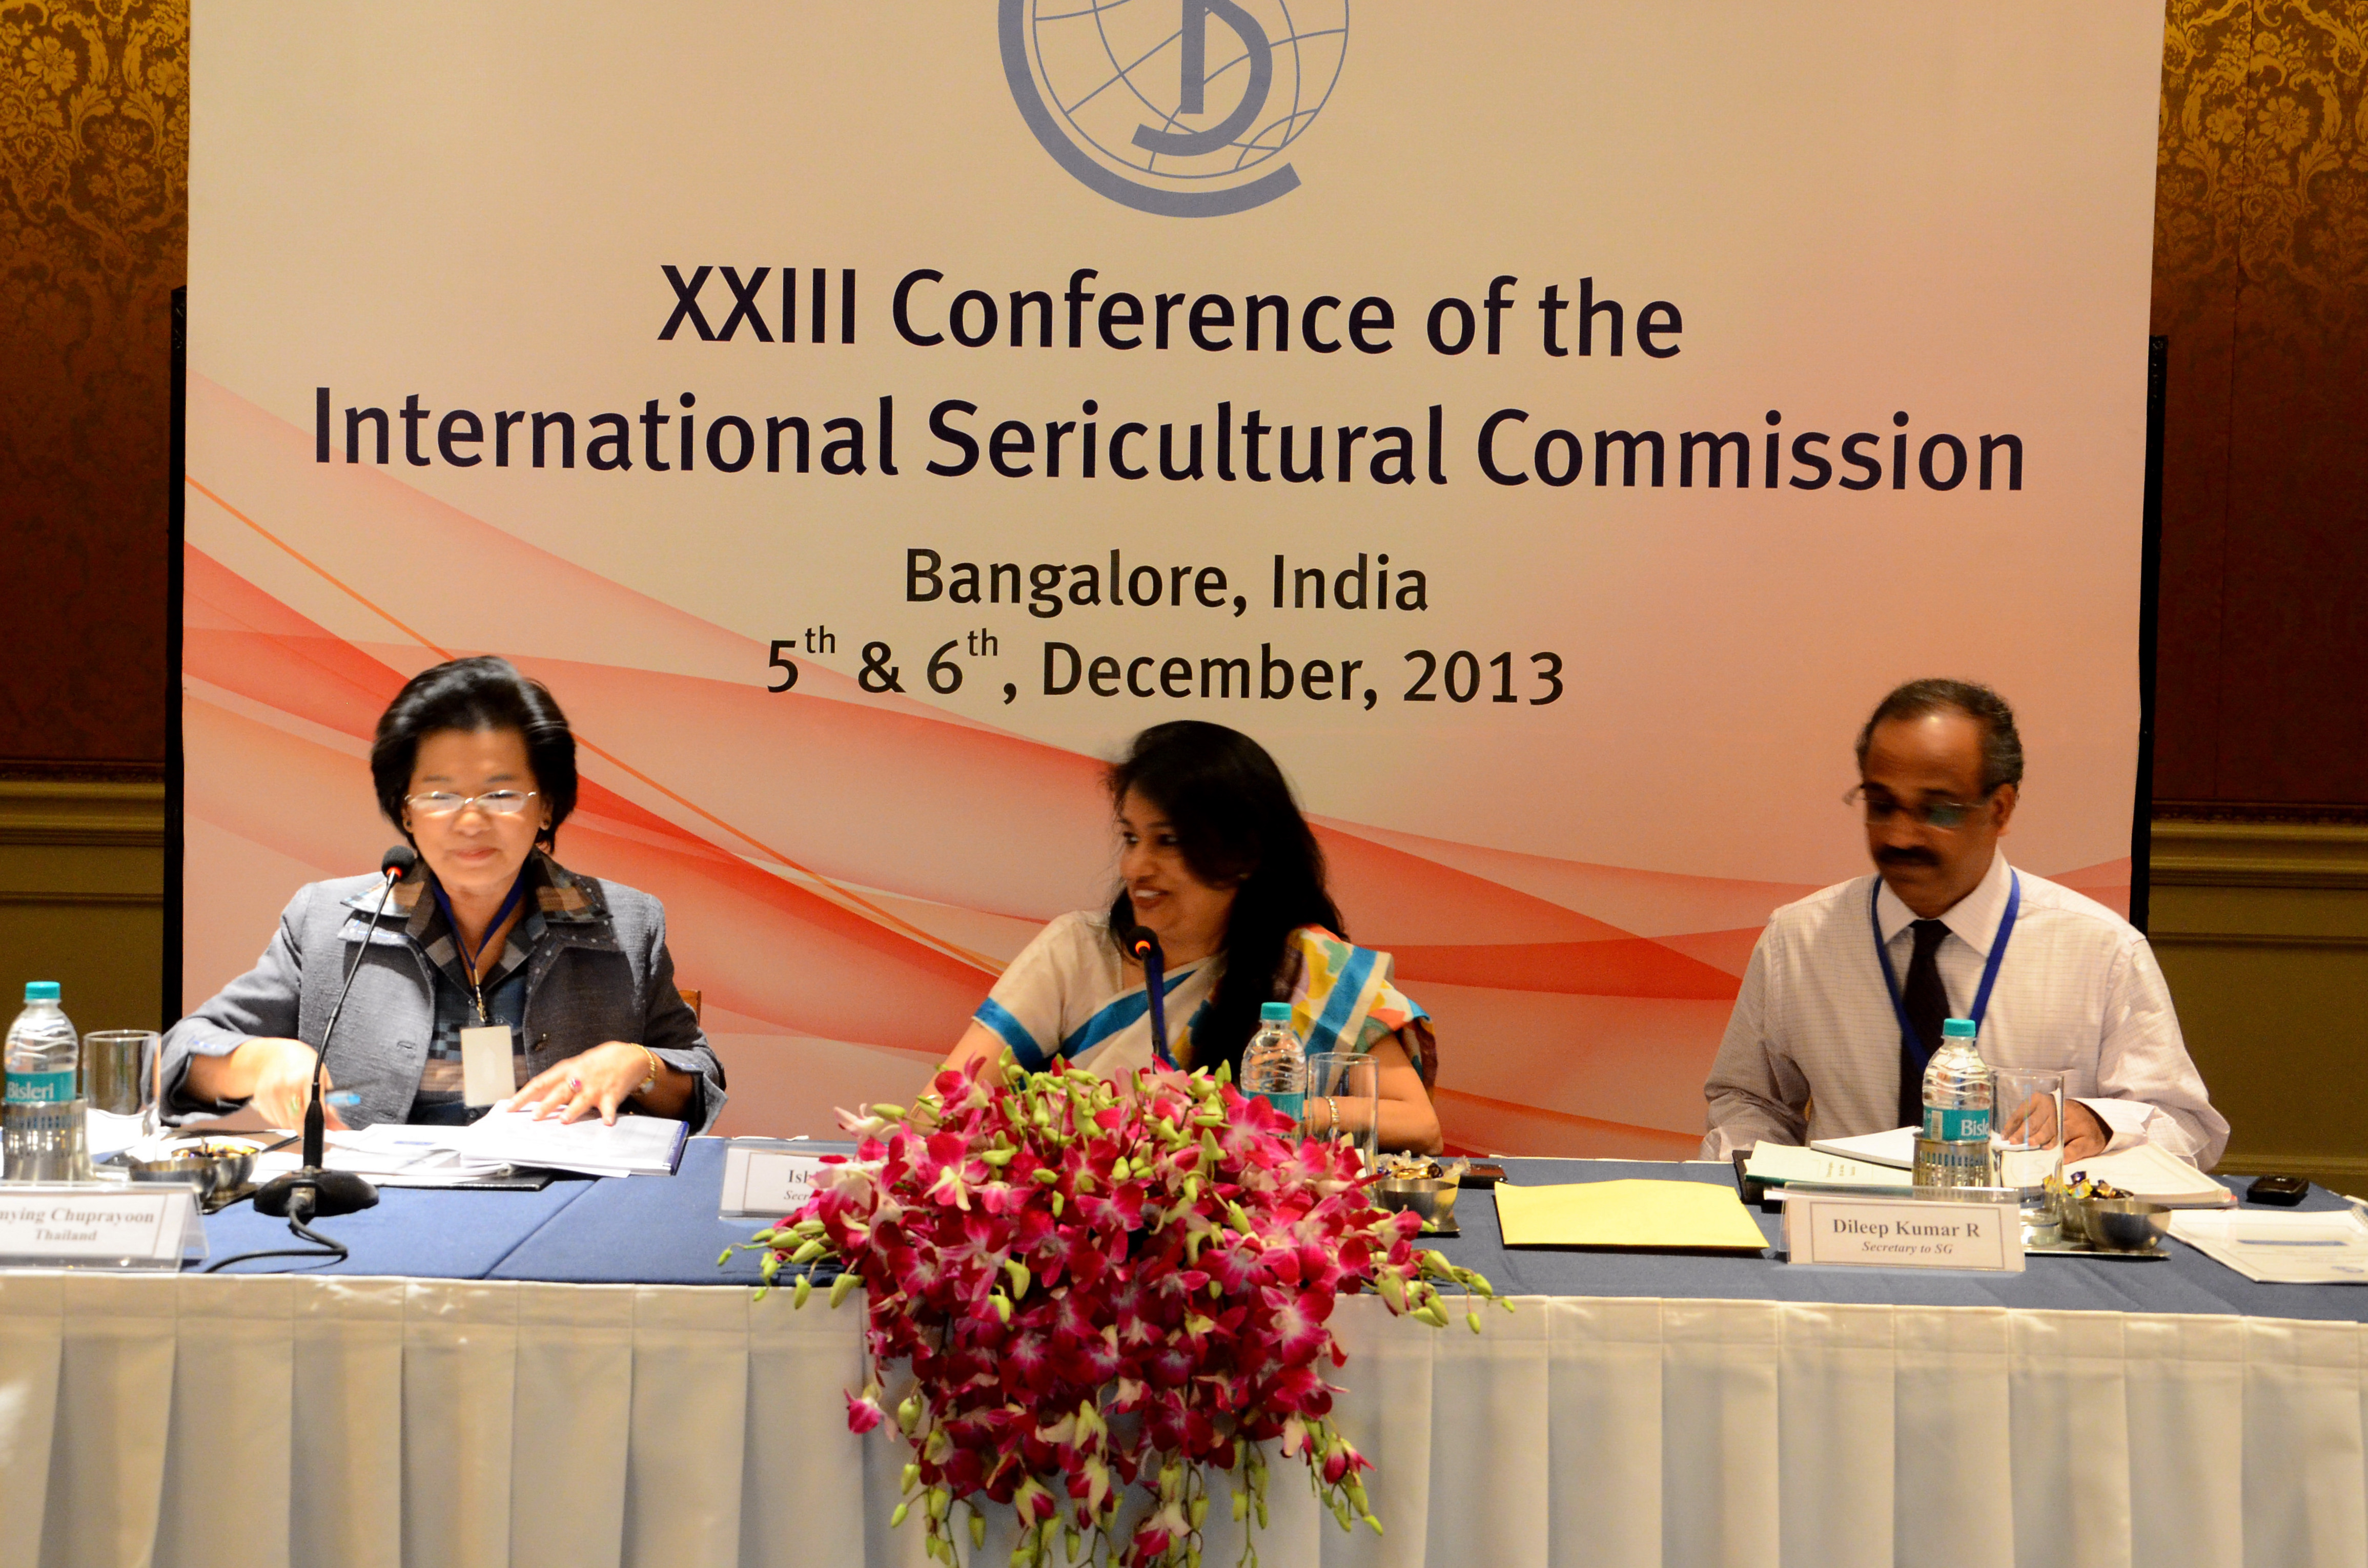 XXIII Conference of the
International Sericultural Commission
Bangalore, India
5th & 6th, December, 2013
Bisleri
Chuprayoon
Thailand
Dileep Kumar R
Secretary to SG